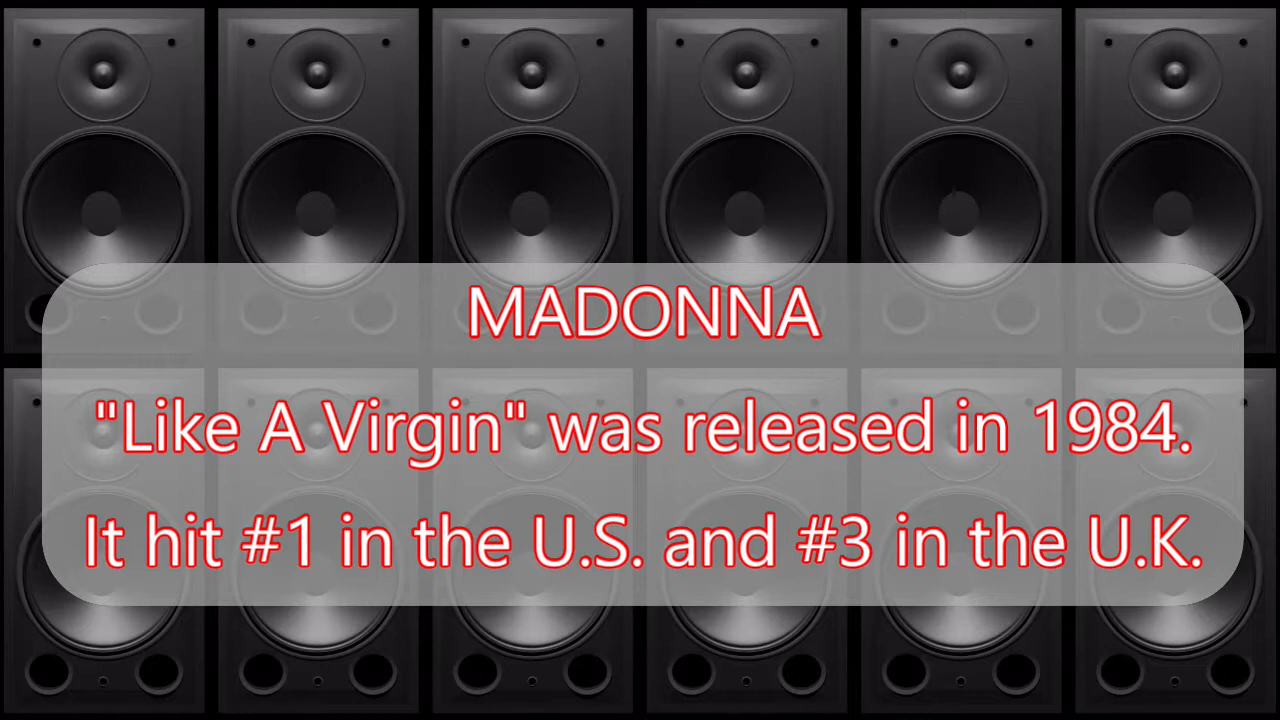 MADONNA
"Like A Virgin" was released in 1984.
It hit #1 in the U.S. and #3 in the U.K.